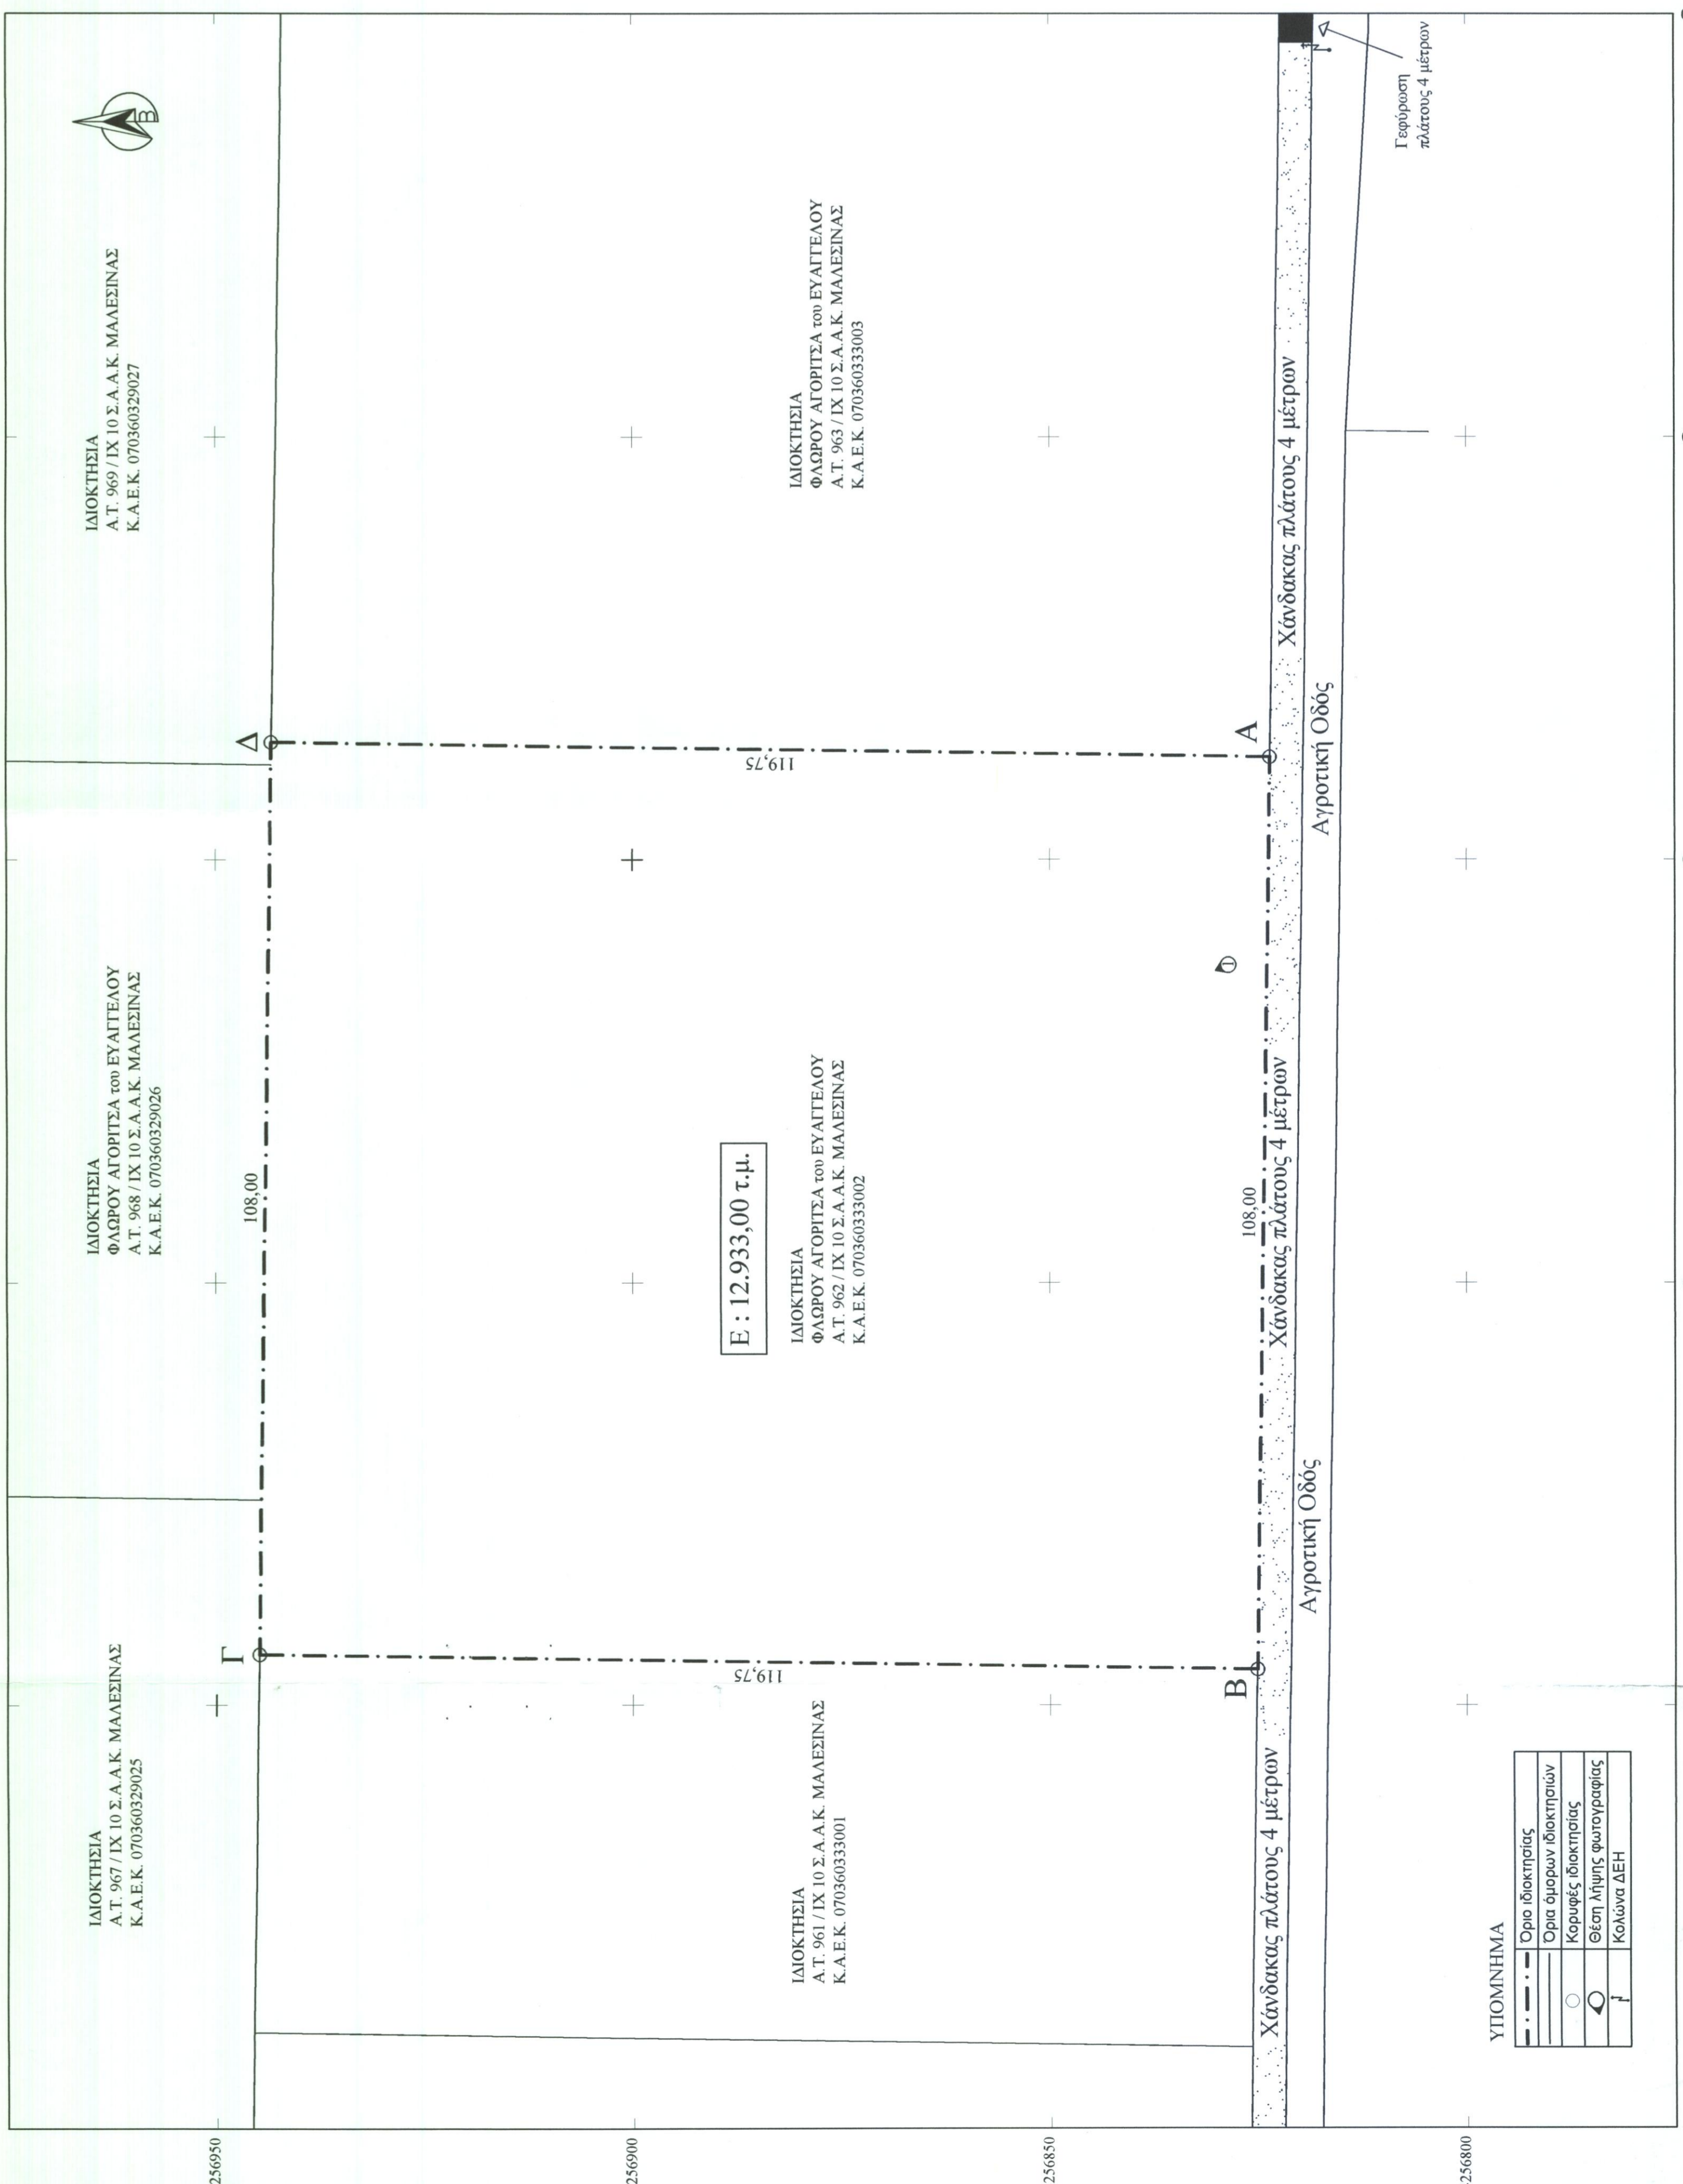 ΙΔΙΟΚΤΗΣΙΑ
Α.Τ. 967 / ΙΧ 10 Σ.Α.Α.Κ. ΜΑΛΕΣΙΝΑΣ
Κ.Α.Ε.Κ. 070360329025
ΙΔΙΟΚΤΗΣΙΑ
ΦΛΩΡΟΥ ΑΓΟΡΙΤΣΑ του ΕΥΑΓΓΕΛΟΥ
Α.Τ. 968 / ΙΧ 10 Σ.Α.Α.Κ. ΜΑΛΕΣΙΝΑΣ
Κ.Α.Ε.Κ. 070360329026
ΙΔΙΟΚΤΗΣΙΑ
Α.Τ. 969 / ΙΧ 10 Σ.Α.Α.Κ. ΜΑΛΕΣΙΝΑΣ
Κ.Α.Ε.Κ. 070360329027
Β
256950
Γ
108,00
Δ
256900
119,75
Ε : 12.933,00 τ.μ.
119,75
ΙΔΙΟΚΤΗΣΙΑ
Α.Τ. 961 / ΙΧ 10 Σ.Α.Α.Κ. ΜΑΛΕΣΙΝΑΣ
Κ.Α.Ε.Κ. 070360333001
ΙΔΙΟΚΤΗΣΙΑ
ΦΛΩΡΟΥ ΑΓΟΡΙΤΣΑ του ΕΥΑΓΓΕΛΟΥ
Α.Τ. 962 / ΙΧ 10 Σ.Α.Α.Κ. ΜΑΛΕΣΙΝΑΣ
Κ.Α.Ε.Κ. 070360333002
ΙΔΙΟΚΤΗΣΙΑ
ΦΛΩΡΟΥ ΑΓΟΡΙΤΣΑ του ΕΥΑΓΓΕΛΟΥ
Α.Τ. 963 / ΙΧ 10 Σ.Α.Α.Κ. ΜΑΛΕΣΙΝΑΣ
Κ.Α.Ε.Κ. 070360333003
256850
Β
108,00
1
Α
Χάνδακας πλάτους 4 μέτρων
Χάνδακας πλάτους 4 μέτρων
Χάνδακας πλάτους 4 μέτρων
Αγροτική Οδός
Αγροτική Οδός
Γεφύρωση
πλάτους 4 μέτρων
256800
ΥΠΟΜΝΗΜΑ
Όριο ιδιοκτησίας
Όρια όμορων ιδιοκτησιών
Κορυφές ιδιοκτησίας
Θέση λήψης φωτογραφίας
Κολώνα ΔΕΗ